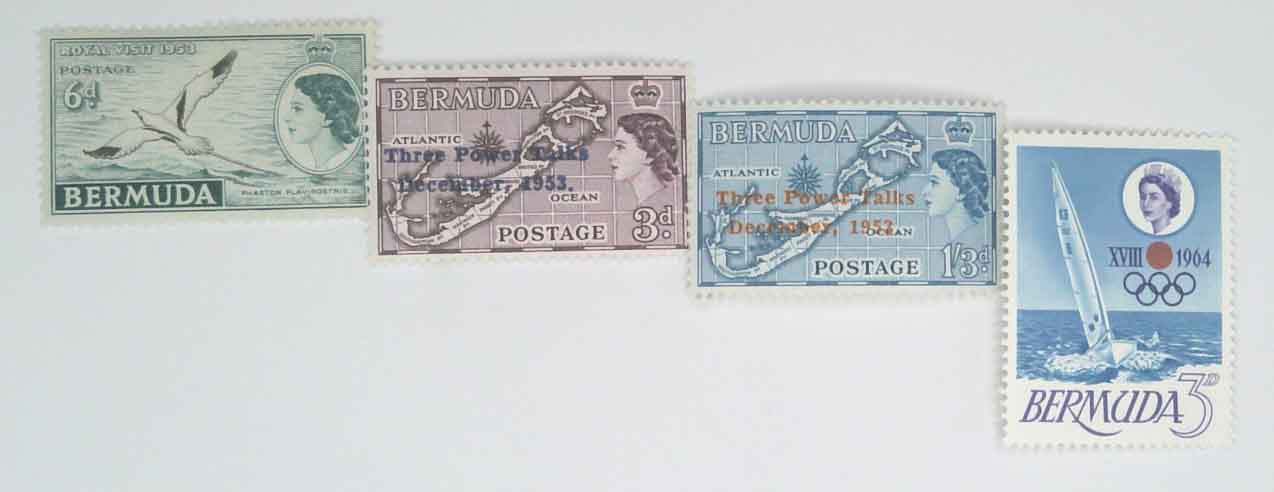 ROYAL VISIT 1953
POSTAGE
6d.
BERMUDA
PHAETON FLAVIROSTRIS
BERMUDA
ATLANTIC
Three Power Talks
December, 1953.
OCEAN
POSTAGE 3d.
BERMUDA
ATLANTIC
Three Power Talks
December, 1953.
OCEAN
POSTAGE 1/3d.
XVIII 1964
BERMUDA 3D